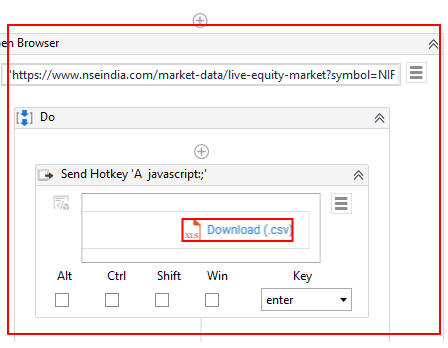 pen Browser
'https://www.nseindia.com/market-data/live-equity-market?symbol=NIF
Do
Send Hotkey 'A javascript:;'
XLS Download (.csv)
Alt Ctrl Shift Win Key
enter